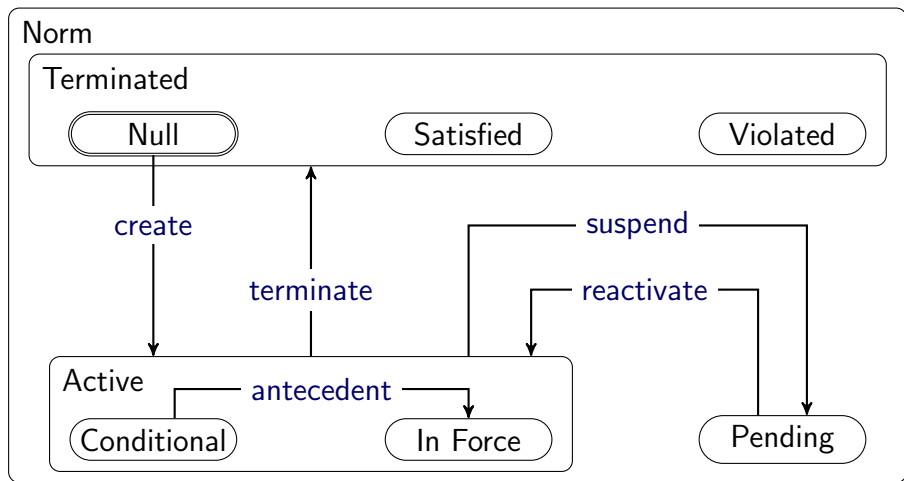 Norm
Terminated
Null
Satisfied
Violated
create
suspend
terminate
reactivate
Active
antecedent
Conditional
In Force
Pending